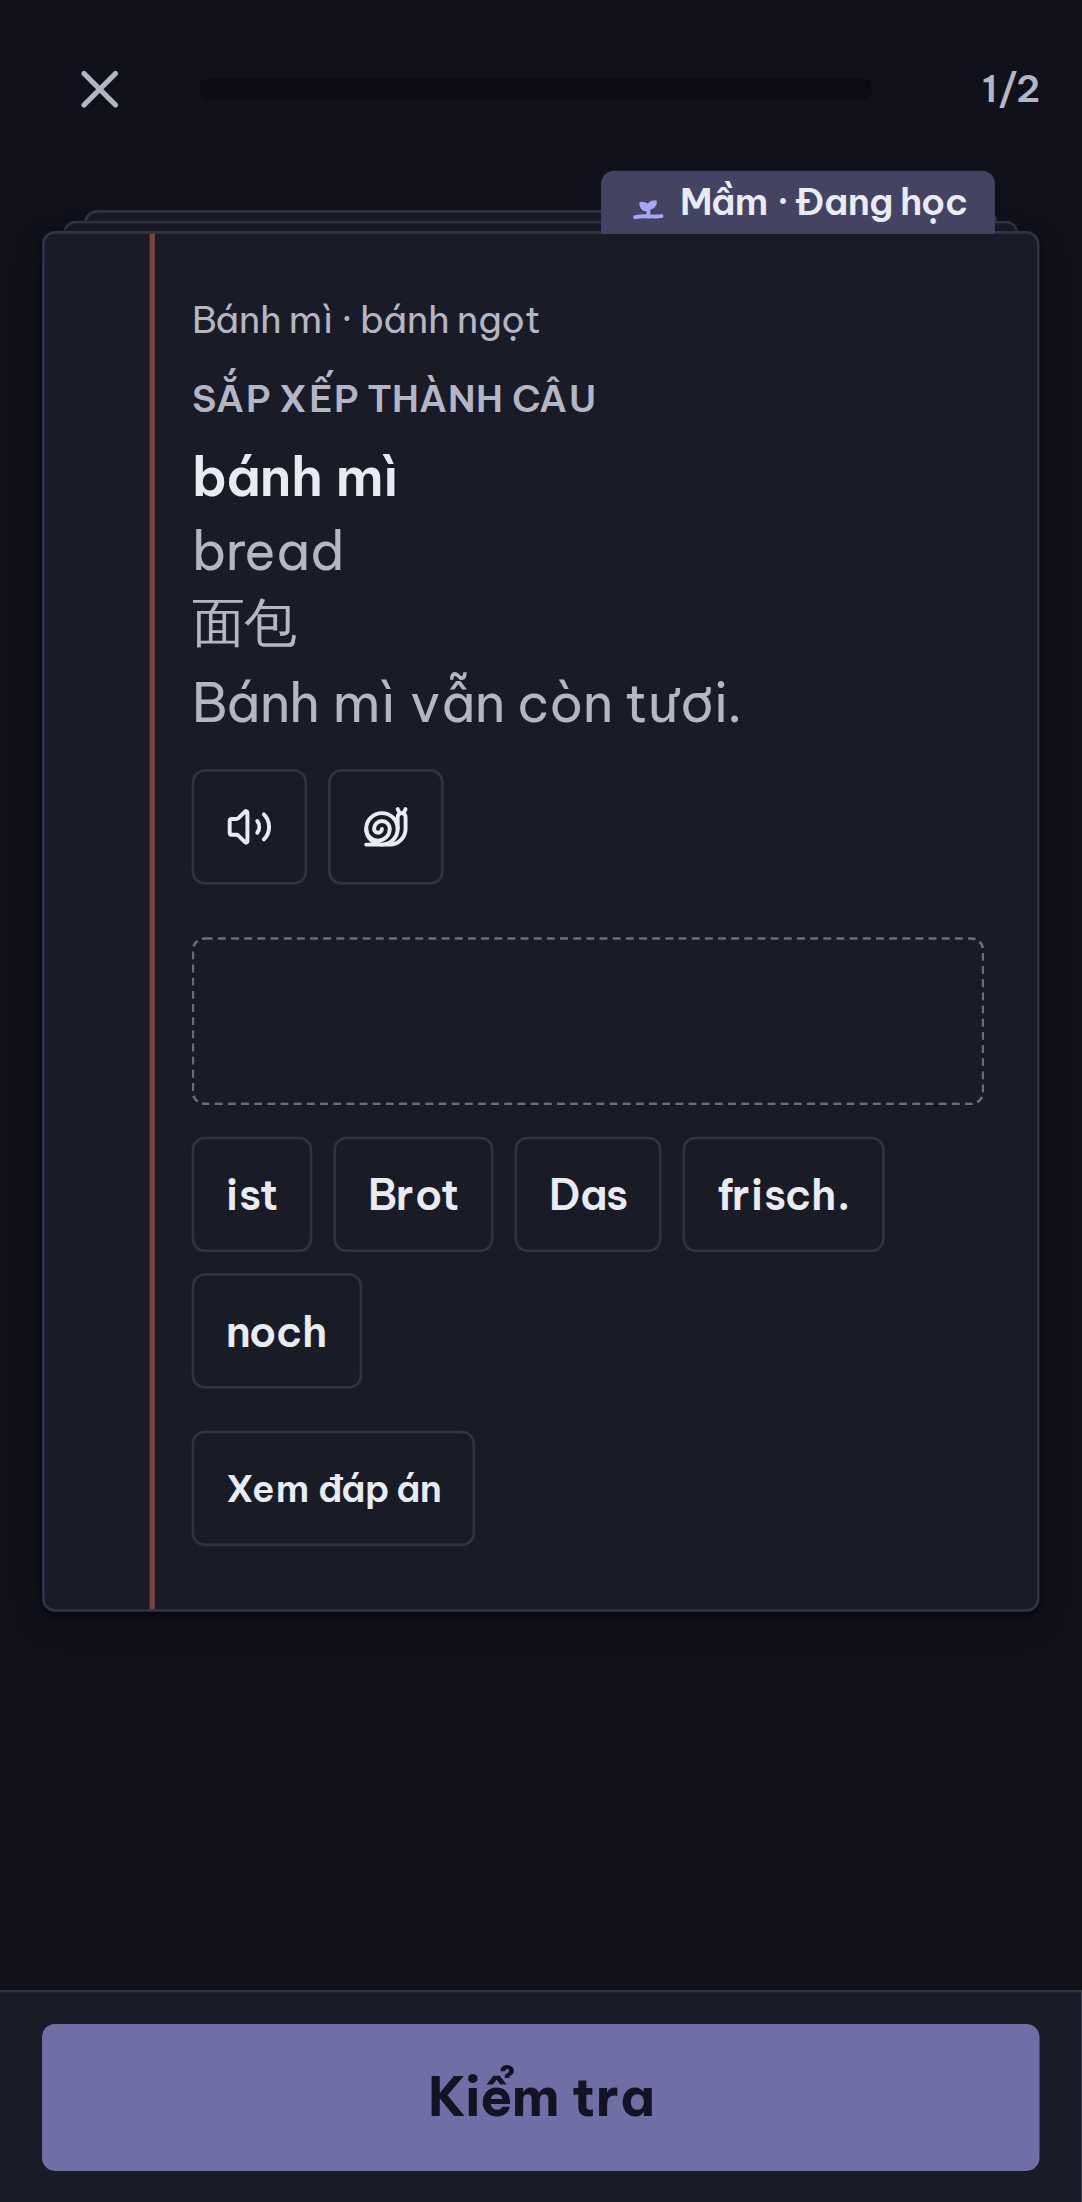 1/2
Mầm · Đang học
Bánh mì · bánh ngọt
SẮP XẾP THÀNH CÂU
bánh mì
bread
面包
Bánh mì vẫn còn tươi.
ist Brot Das frisch.
noch
Xem đáp án
Kiểm tra